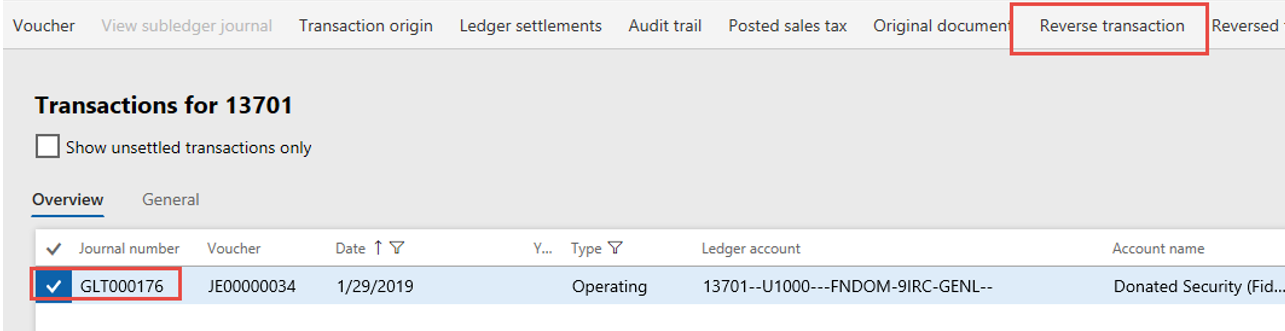 Voucher View subledger journal Transaction origin Ledger settlements Audit trail Posted sales tax Original document Reverse transaction Reversed
Transactions for 13701
Show unsettled transactions only
Overview General
Journal number Voucher Date Y... Type Ledger account Account name
GLT000176 JE00000034 1/29/2019 Operating 13701--U1000---FNDOM-9IRC-GENL-- Donated Security (Fid...